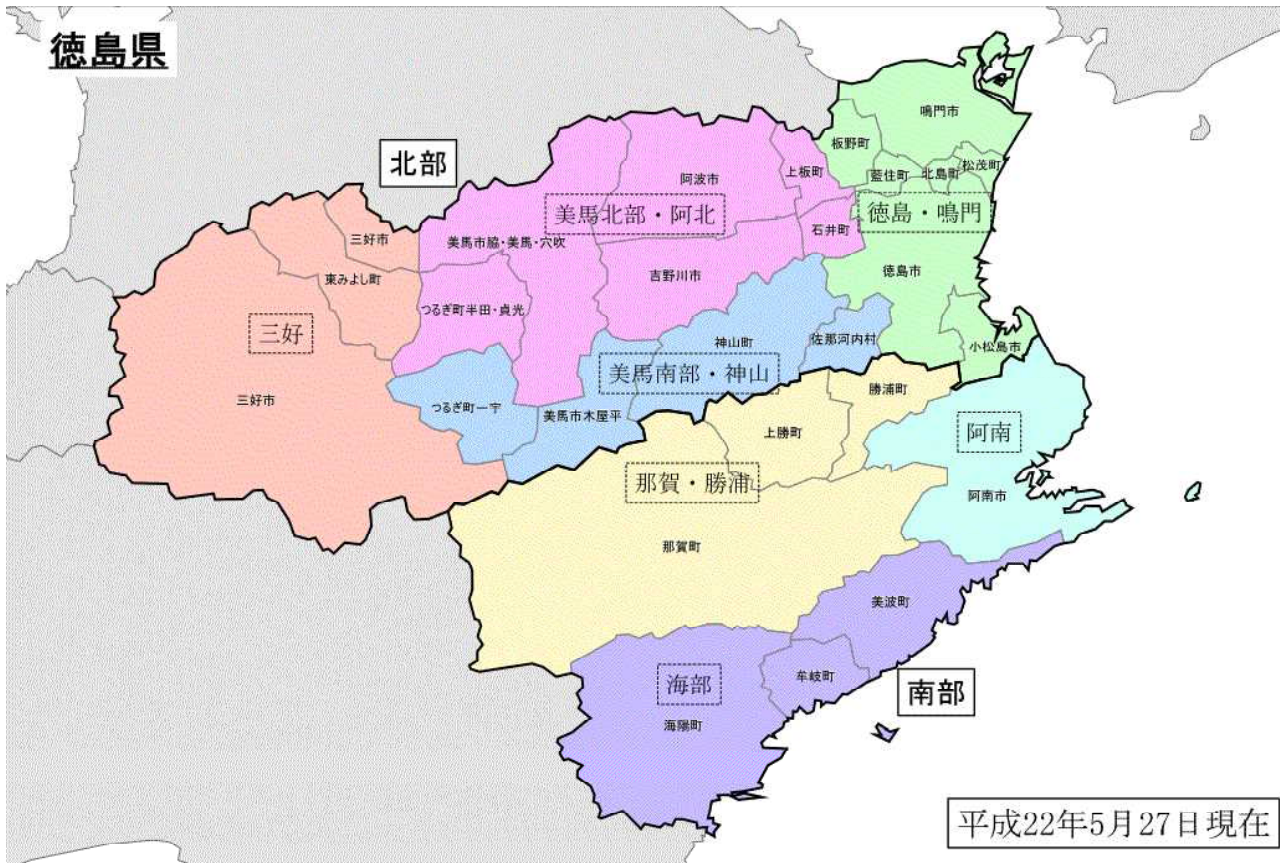 徳島県
鳴門市
板野町
松茂町
北部
藍住町
北島町
上板町
阿波市
美馬北部・阿北
徳島・鳴門
石井町
三好市
美馬市脇・美馬・穴吹
東みよし町
吉野川市
徳島市
つるぎ町半田・貞光
三好
神山町
佐那河内村
小松島市
美馬南部・神山
勝浦町
三好市
つるぎ町一宇
美馬市木屋平
上勝町
阿南
那賀・勝浦
阿南市
那賀町
美波町
海部
牟岐町
南部
海陽町
平成22年5月27日現在